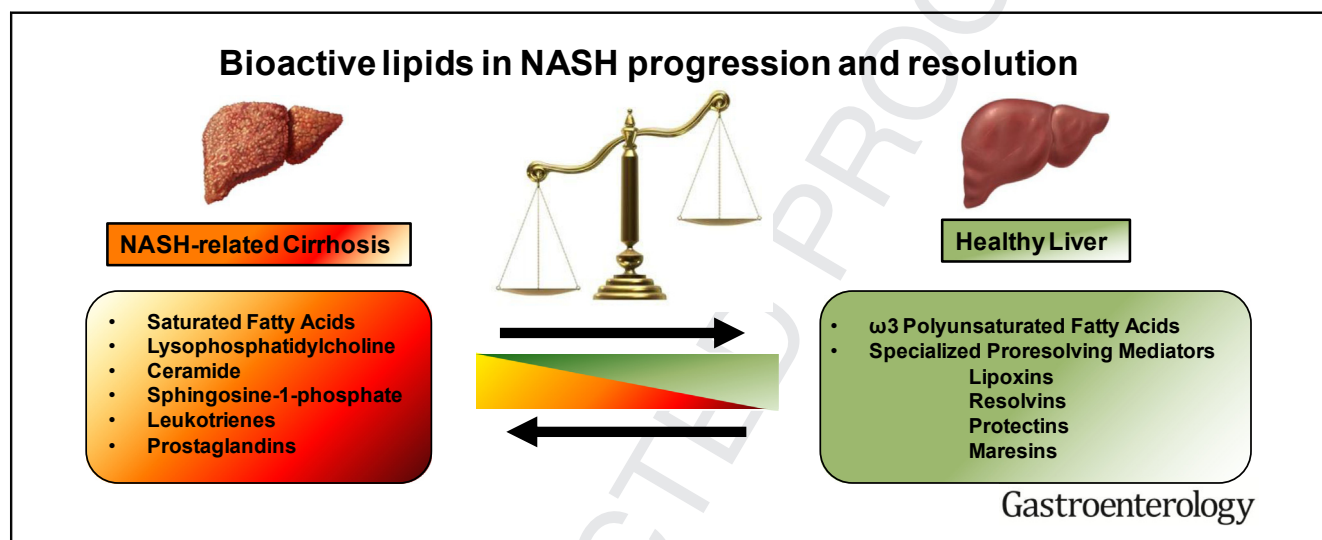 Bioactive lipids in NASH progression and resolution
NASH-related Cirrhosis
• Saturated Fatty Acids
• Lysophosphatidylcholine
• Ceramide
• Sphingosine-1-phosphate
• Leukotrienes
• Prostaglandins
Healthy Liver
• ω3 Polyunsaturated Fatty Acids
• Specialized Proresolving Mediators
Lipoxins
Resolvins
Protectins
Maresins
Gastroenterology